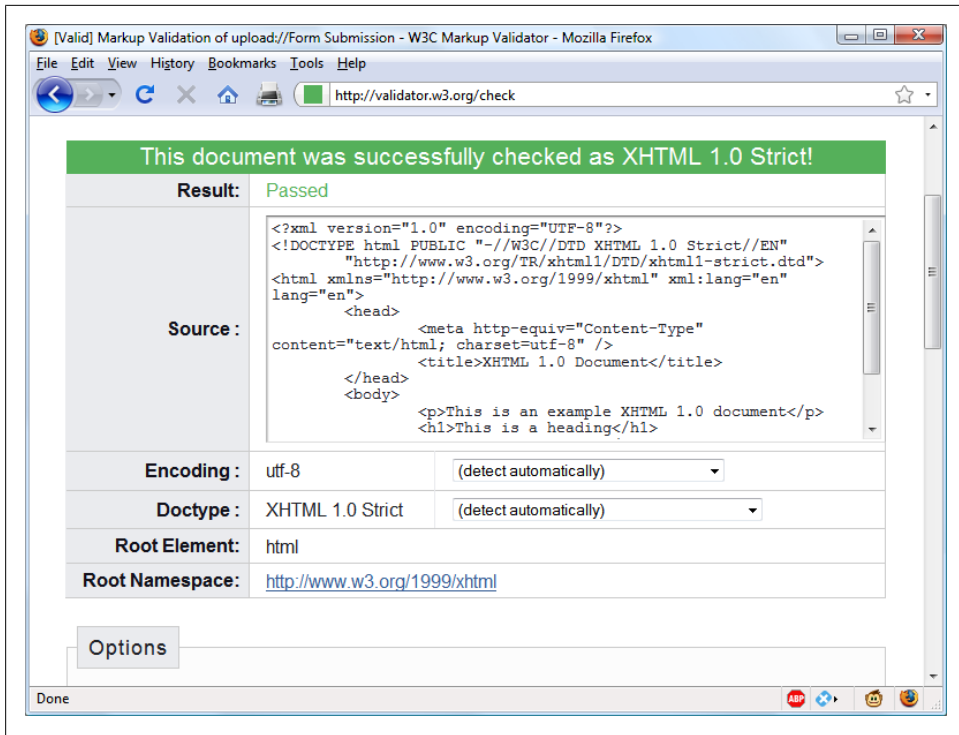 [Valid] Markup Validation of upload://Form Submission - W3C Markup Validator - Mozilla Firefox
File Edit View History Bookmarks Tools Help
http://validator.w3.org/check
This document was successfully checked as XHTML 1.0 Strict!
Result: Passed
Source :
<?xml version="1.0" encoding="UTF-8"?>
<!DOCTYPE html PUBLIC "-//W3C//DTD XHTML 1.0 Strict//EN"
"http://www.w3.org/TR/xhtml1/DTD/xhtml1-strict.dtd">
<html xmlns="http://www.w3.org/1999/xhtml" xml:lang="en"
lang="en">
<head>
<meta http-equiv="Content-Type"
content="text/html; charset=utf-8" />
<title>XHTML 1.0 Document</title>
</head>
<body>
<p>This is an example XHTML 1.0 document</p>
<h1>This is a heading</h1>
Encoding : utf-8 (detect automatically)
Doctype : XHTML 1.0 Strict (detect automatically)
Root Element: html
Root Namespace: http://www.w3.org/1999/xhtml
Options
Done ABP